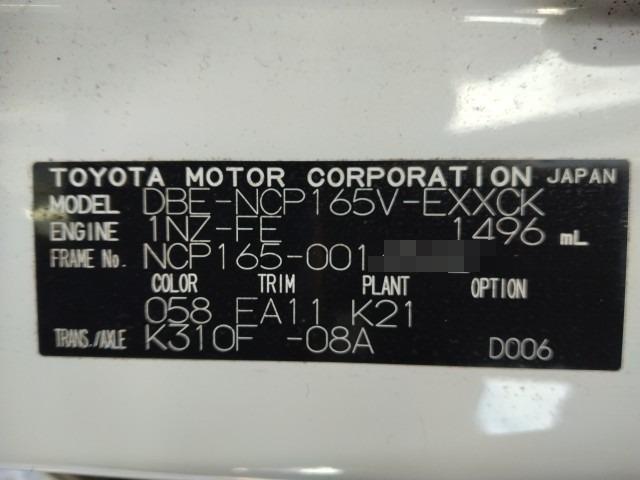 TOYOTA MOTOR CORPORATION JAPAN
MODEL DBE-NCP165V-EXXCK
ENGINE 1NZ-FE 1496 mL
FRAME No. NCP165-001
COLOR TRIM PLANT OPTION
058 EA11 K21
TRANS./AXLE K310F -08A D006